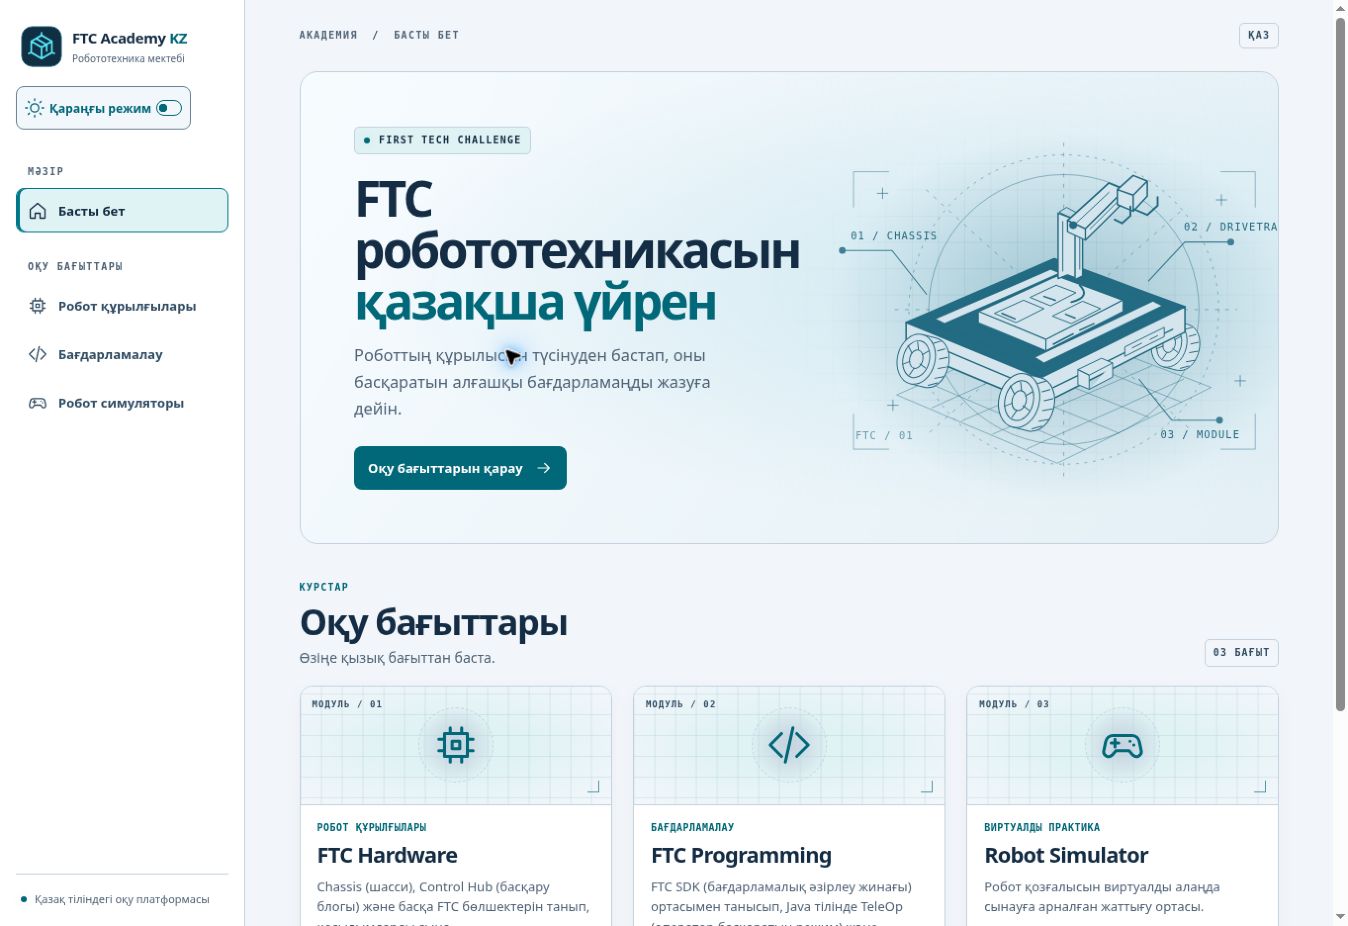 FTC Academy KZ
Робототехника мектебі
Қараңғы режим
МӘЗІР
Басты бет
ОҚУ БАҒЫТТАРЫ
Робот құрылғылары
Бағдарламалау
Робот симуляторы
Қазақ тіліндегі оқу платформасы
АКАДЕМИЯ / БАСТЫ БЕТ
ҚАЗ
FIRST TECH CHALLENGE
FTC
робототехникасын
қазақша үйрен
Роботтың құрылысын түсінуден бастап, оны
басқаратын алғашқы бағдарламаңды жазуға
дейін.
Оқу бағыттарын қарау
01 / CHASSIS
02 / DRIVETRA
FTC / 01
03 / MODULE
КУРСТАР
Оқу бағыттары
Өзіңе қызық бағыттан баста.
03 БАҒЫТ
МОДУЛЬ / 01
РОБОТ ҚҰРЫЛҒЫЛАРЫ
FTC Hardware
Chassis (шасси), Control Hub (басқару
блогы) және басқа FTC бөлшектерін танып,
МОДУЛЬ / 02
БАҒДАРЛАМАЛАУ
FTC Programming
FTC SDK (бағдарламалық әзірлеу жинағы)
ортасымен танысып, Java тілінде TeleOp
МОДУЛЬ / 03
ВИРТУАЛДЫ ПРАКТИКА
Robot Simulator
Робот қозғалысын виртуалды алаңда
сынауға арналған жаттығу ортасы.